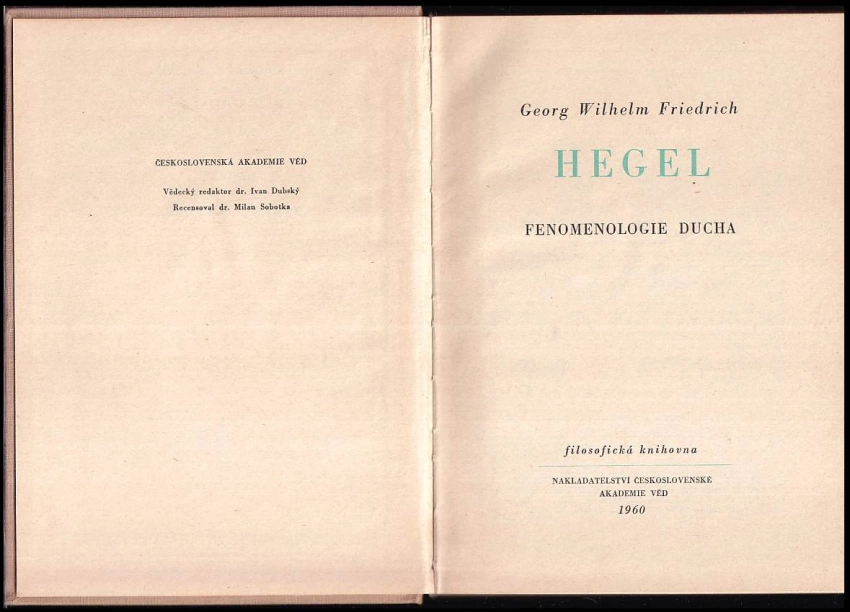 ČESKOSLOVENSKÁ AKADEMIE VĚD
Vědecký redaktor dr. Ivan Dubský
Recensoval dr. Milan Sobotka
Georg Wilhelm Friedrich
HEGEL
FENOMENOLOGIE DUCHA
filosofická knihovna
NAKLADATELSTVÍ ČESKOSLOVENSKÉ
AKADEMIE VĚD
1960